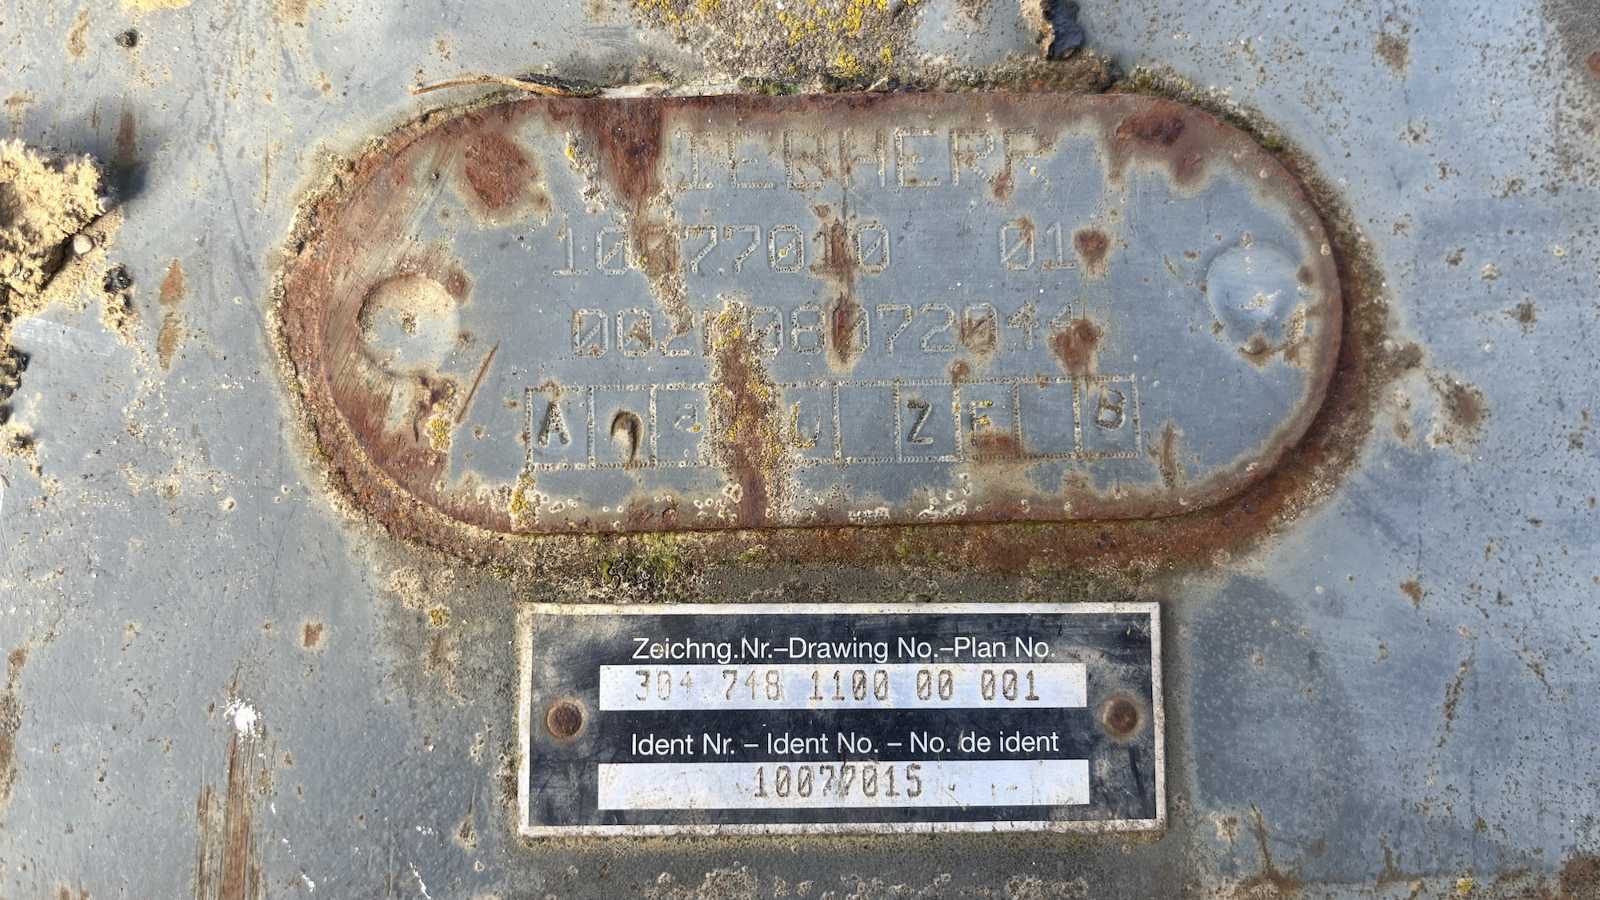 LIEBHERR
10077010 01
A Z F B
Zeichng.Nr.–Drawing No.–Plan No.
304 748 1100 00 001
Ident Nr. – Ident No. – No. de ident
10077015